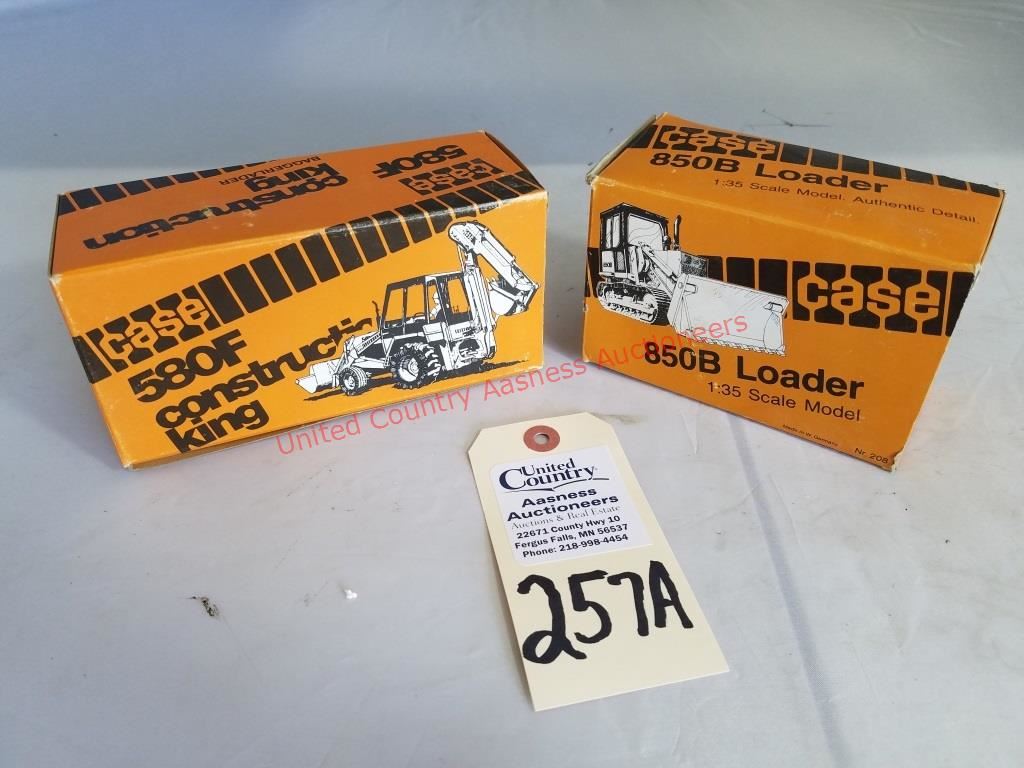 case
580F
construction
king
BAGGERLADER
case
580F
construction
king
case
850B Loader
1:35 Scale Model. Authentic Detail.
case
850B Loader
1:35 Scale Model
Made in W. Germany
Nr. 208
United Country Aasness Auctioneers
United
Country
Aasness
Auctioneers
Auctions & Real Estate
22671 County Hwy 10
Fergus Falls, MN 56537
Phone: 218-998-4454
257A